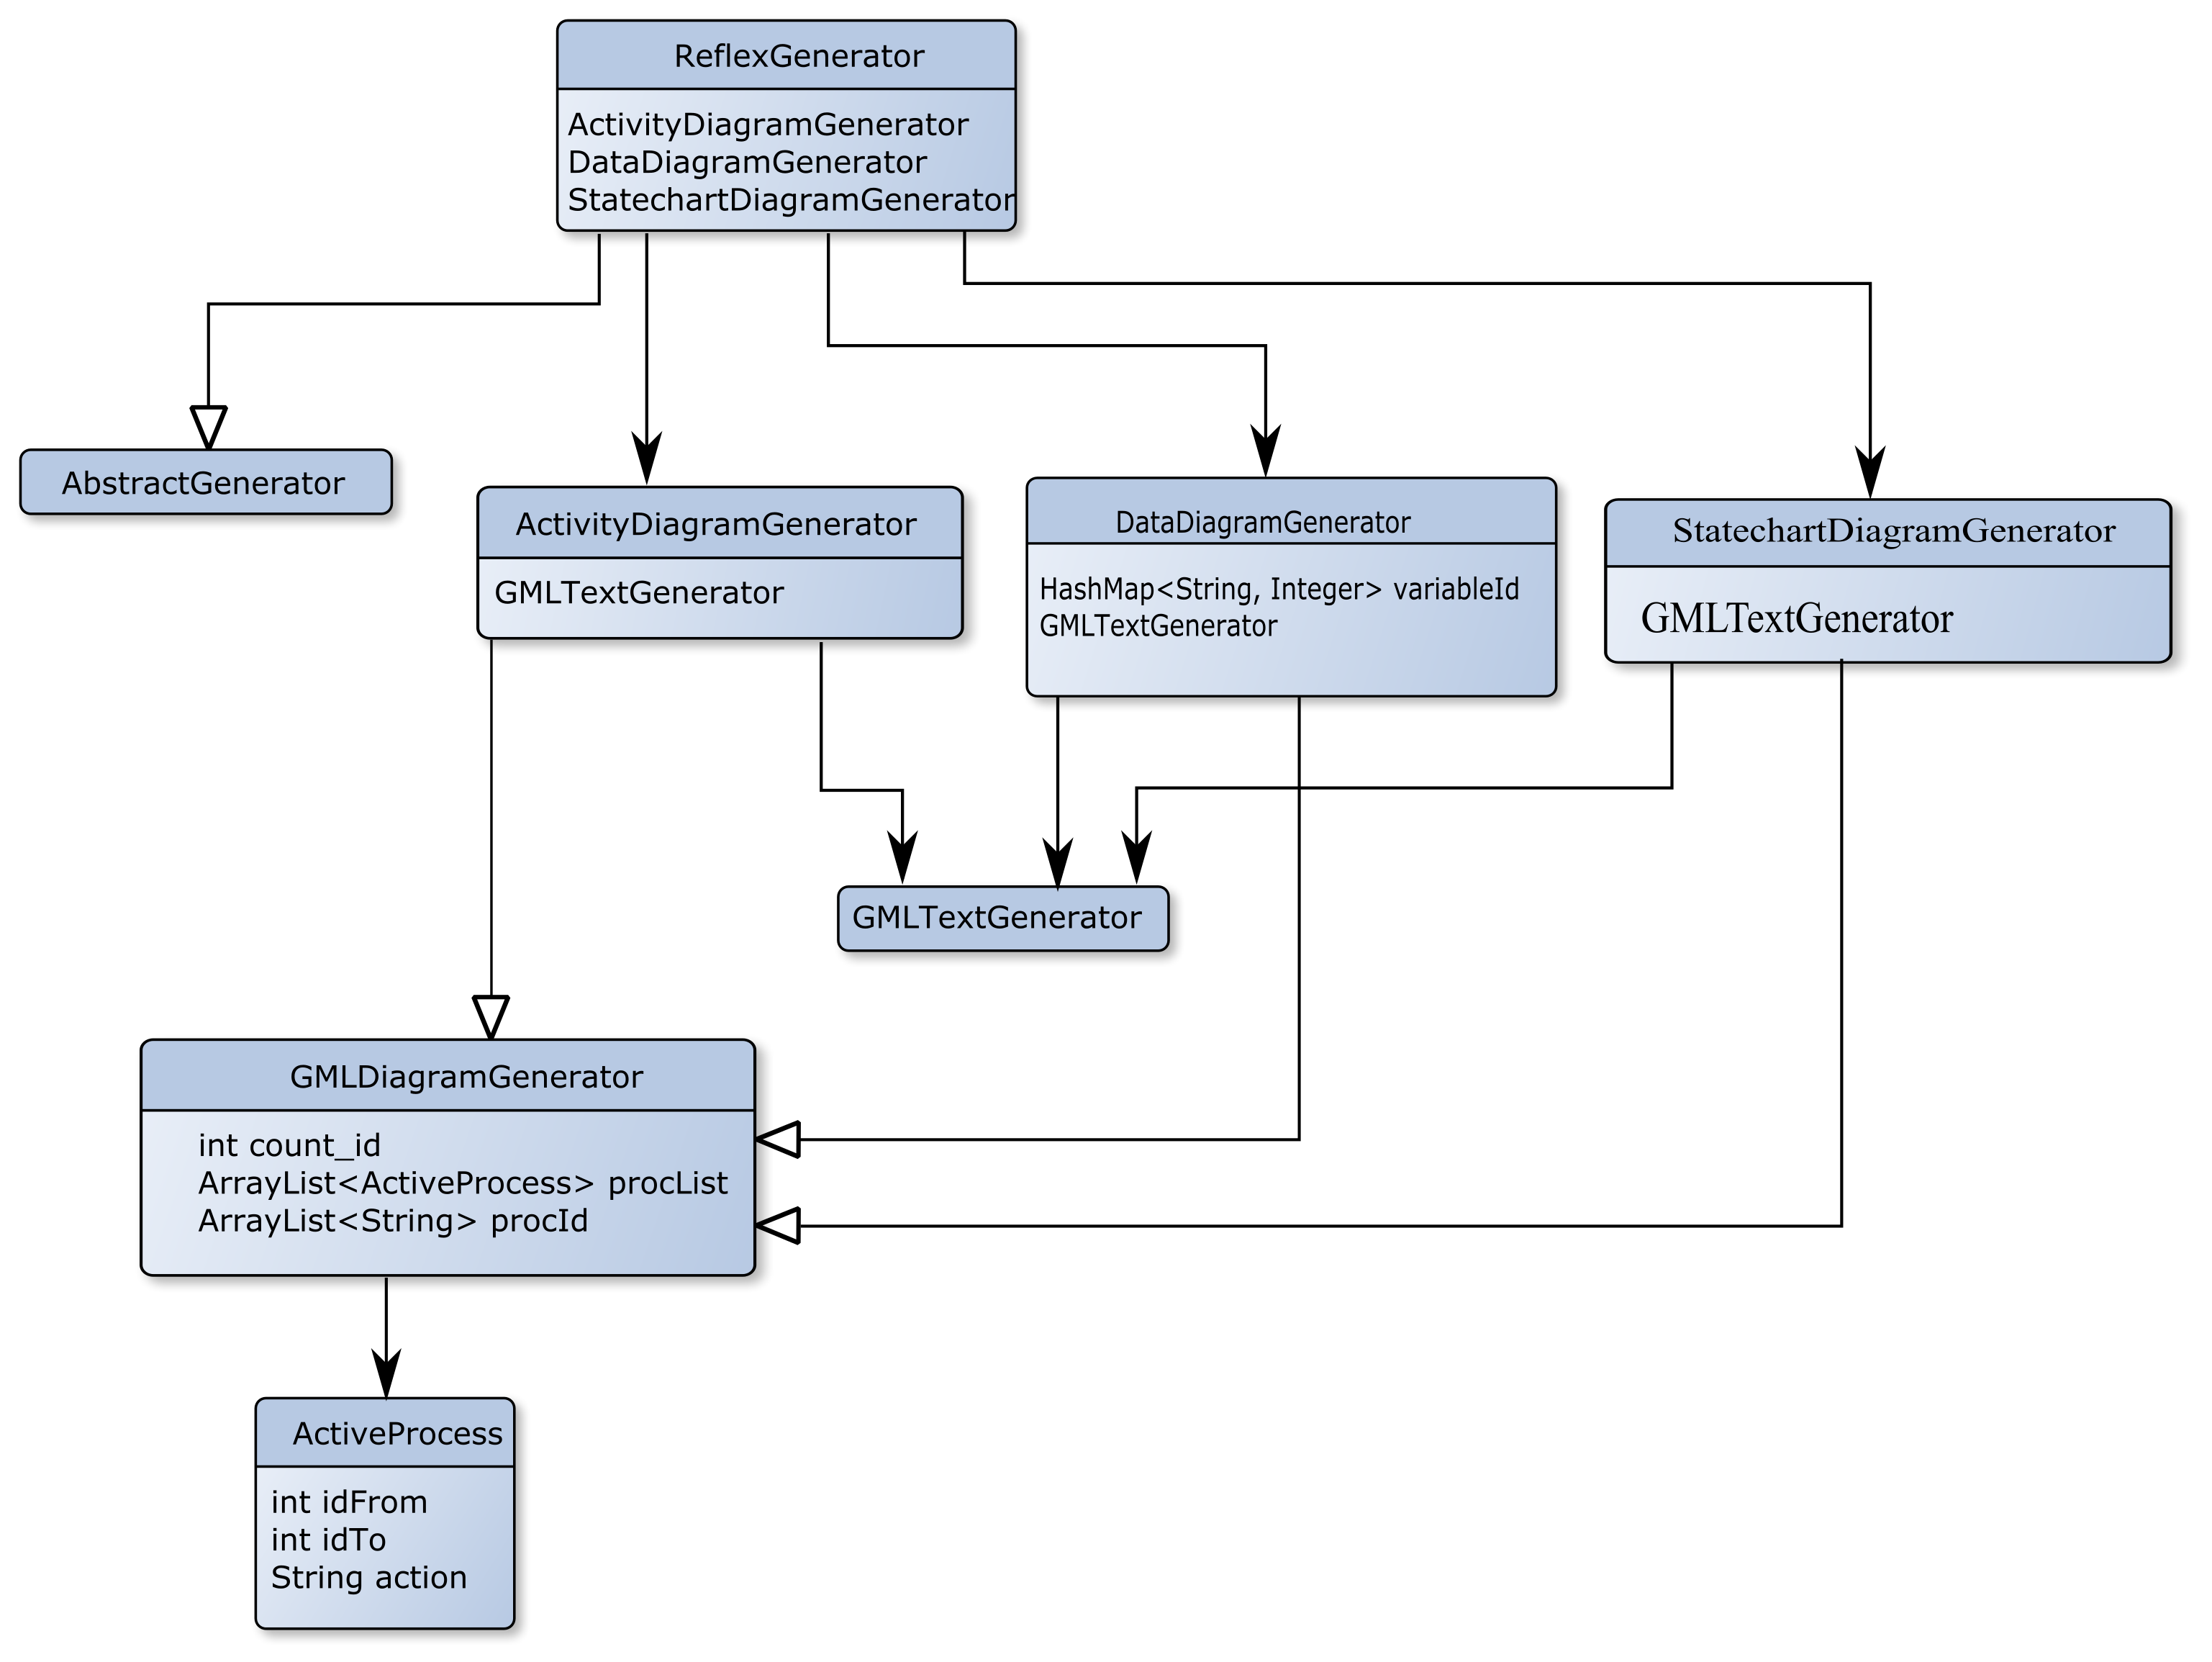 ReflexGenerator
ActivityDiagramGenerator
DataDiagramGenerator
StatechartDiagramGenerator
AbstractGenerator
ActivityDiagramGenerator
GMLTextGenerator
DataDiagramGenerator
HashMap<String, Integer> variableId
GMLTextGenerator
StatechartDiagramGenerator
GMLTextGenerator
GMLTextGenerator
GMLDiagramGenerator
int count_id
ArrayList<ActiveProcess> procList
ArrayList<String> procId
ActiveProcess
int idFrom
int idTo
String action